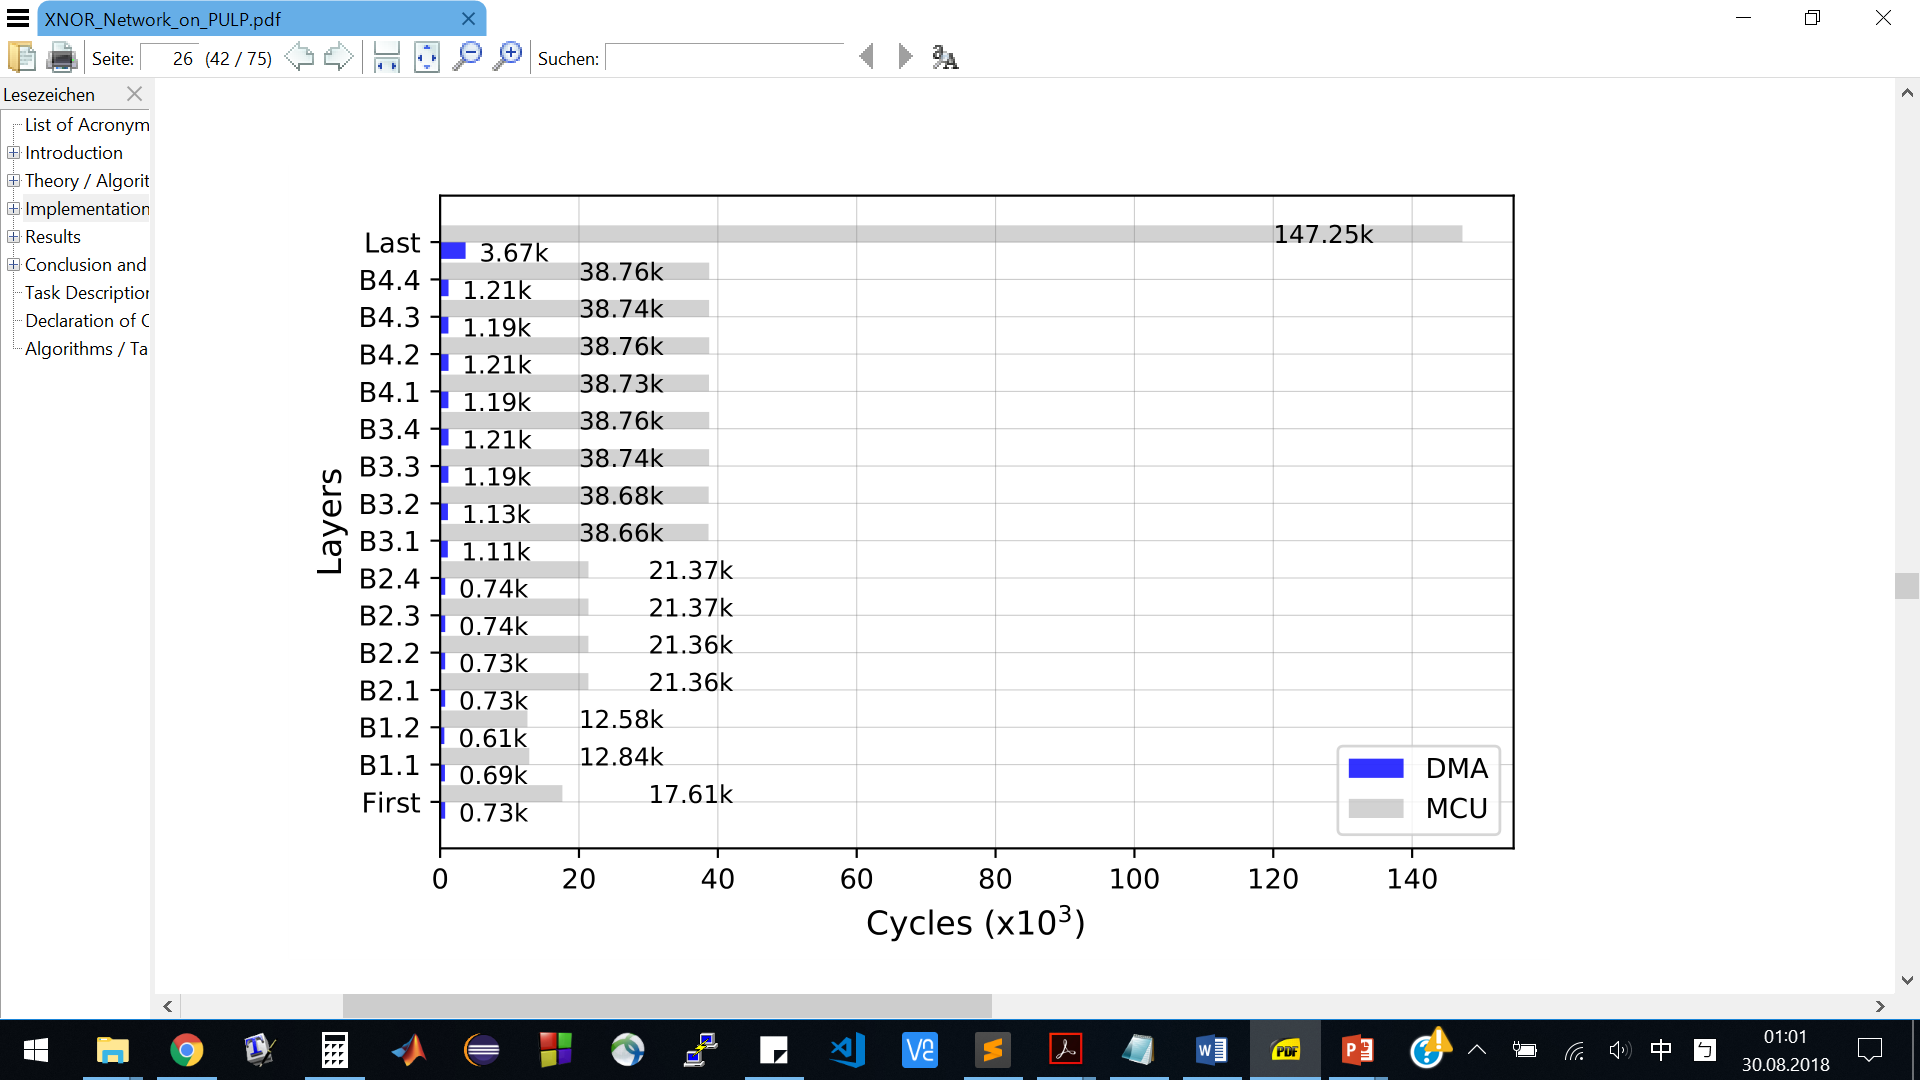 XNOR_Network_on_PULP.pdf
Seite: 26 (42 / 75) Suchen:
Lesezeichen
List of Acronym
Introduction
Theory / Algorit
Implementation
Results
Conclusion and
Task Description
Declaration of C
Algorithms / Ta
Layers
Last 147.25k
3.67k
B4.4 38.76k
1.21k
B4.3 38.74k
1.19k
B4.2 38.76k
1.21k
B4.1 38.73k
1.19k
B3.4 38.76k
1.21k
B3.3 38.74k
1.19k
B3.2 38.68k
1.13k
B3.1 38.66k
1.11k
B2.4 21.37k
0.74k
B2.3 21.37k
0.74k
B2.2 21.36k
0.73k
B2.1 21.36k
0.73k
B1.2 12.58k
0.61k
B1.1 12.84k
0.69k
First 17.61k
0.73k
DMA
MCU
0 20 40 60 80 100 120 140
Cycles (x10³)
中 ㄅ
01:01
30.08.2018